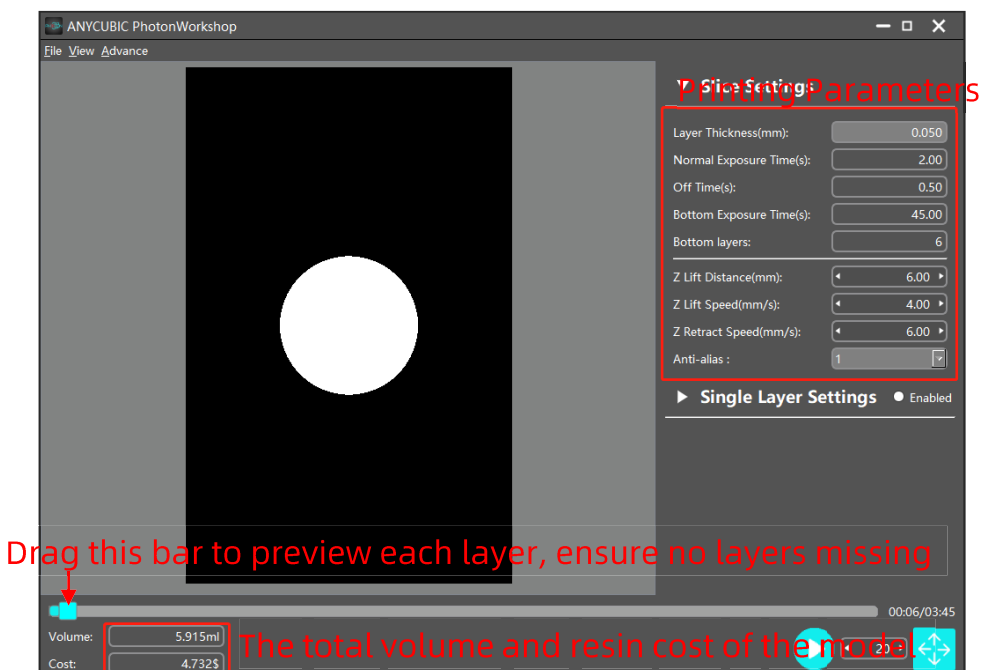 ANYCUBIC PhotonWorkshop
File View Advance
Slice Settings
Printing Parameters
Layer Thickness(mm): 0.050
Normal Exposure Time(s): 2.00
Off Time(s): 0.50
Bottom Exposure Time(s): 45.00
Bottom layers: 6
Z Lift Distance(mm): 6.00
Z Lift Speed(mm/s): 4.00
Z Retract Speed(mm/s): 6.00
Anti-alias : 1
Single Layer Settings Enabled
Drag this bar to preview each layer, ensure no layers missing
00:06/03:45
Volume: 5.915ml
The total volume and resin cost of the model
20
Cost: 4.732$